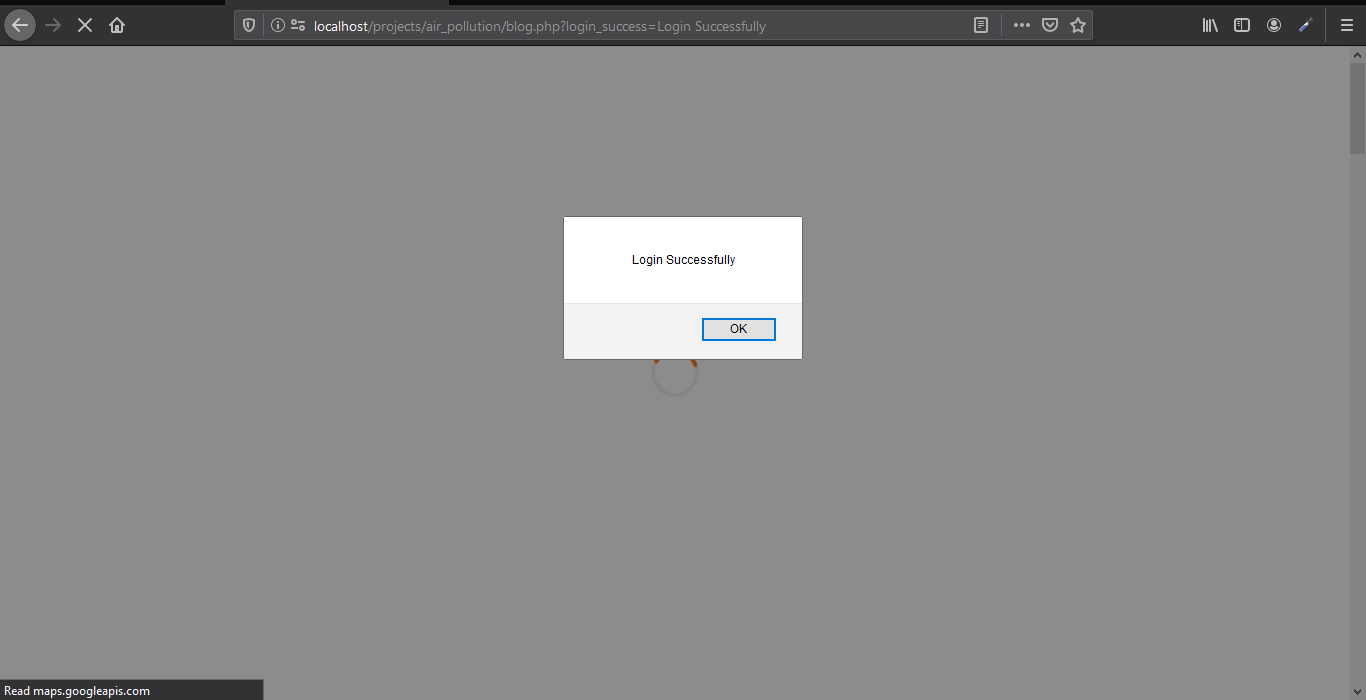 localhost/projects/air_pollution/blog.php?login_success=Login Successfully
Login Successfully
OK
Read maps.googleapis.com